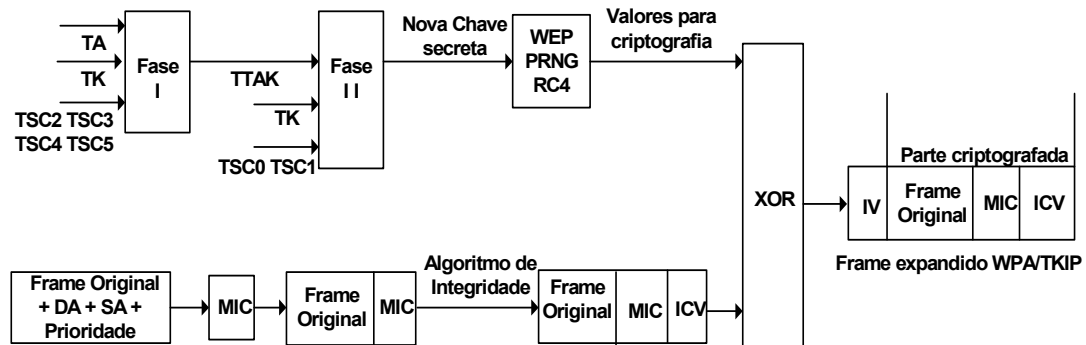 TA
TK
TSC2 TSC3
TSC4 TSC5
Fase
I
TTAK
TK
TSC0 TSC1
Fase
I I
Nova Chave
secreta
WEP
PRNG
RC4
Valores para
criptografia
XOR
Parte criptografada
IV
Frame
Original
MIC
ICV
Frame expandido WPA/TKIP
Frame Original
+ DA + SA +
Prioridade
MIC
Frame
Original
MIC
Algoritmo de
Integridade
Frame
Original
MIC
ICV